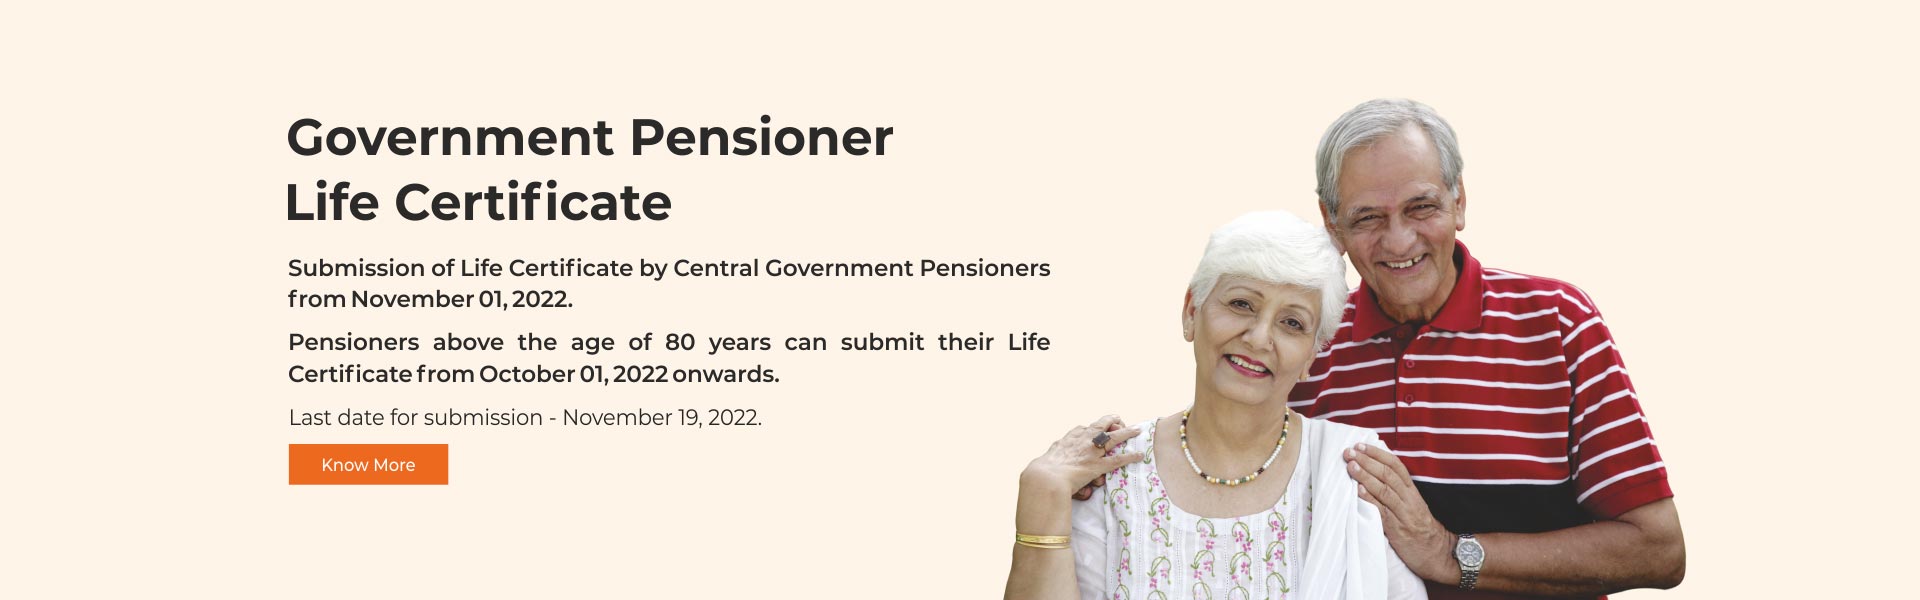 Government Pensioner
Life Certificate
Submission of Life Certificate by Central Government Pensioners
from November 01, 2022.
Pensioners above the age of 80 years can submit their Life
Certificate from October 01, 2022 onwards.
Last date for submission - November 19, 2022.
Know More